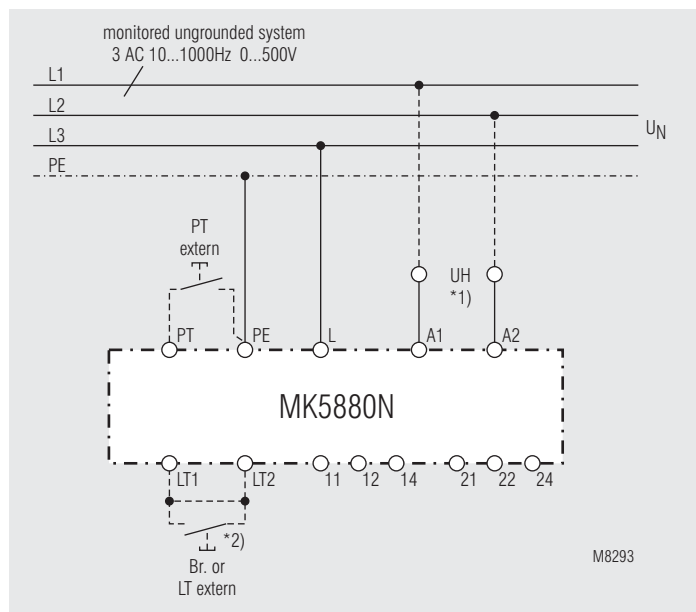 monitored ungrounded system
3 AC 10...1000Hz 0...500V
L1
L2
L3
UN
PE
PT
extern
UH
*1)
PT
PE
L
A1
A2
MK5880N
LT1
LT2
11
12
14
21
22
24
*2)
Br. or
LT extern
M8293